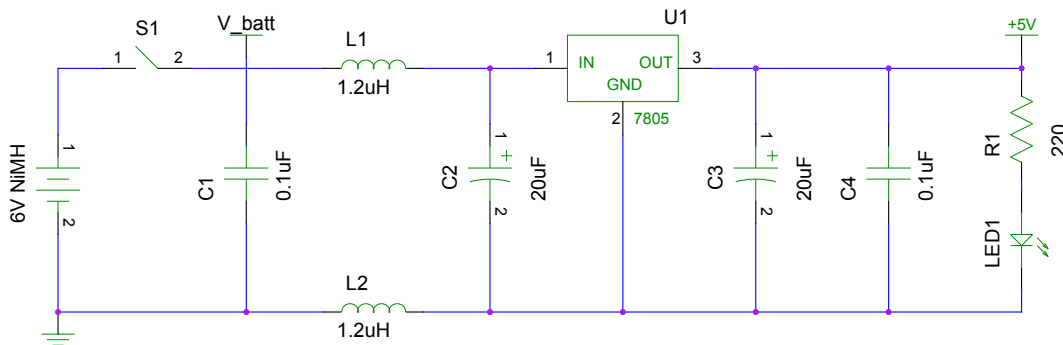 S1
1
2
V_batt
L1
1.2uH
U1
1
IN
OUT
3
GND
2
7805
+5V
1
6V NiMH
2
C1
0.1uF
1
+
C2
20uF
2
1
+
C3
20uF
2
C4
0.1uF
R1
220
LED1
L2
1.2uH